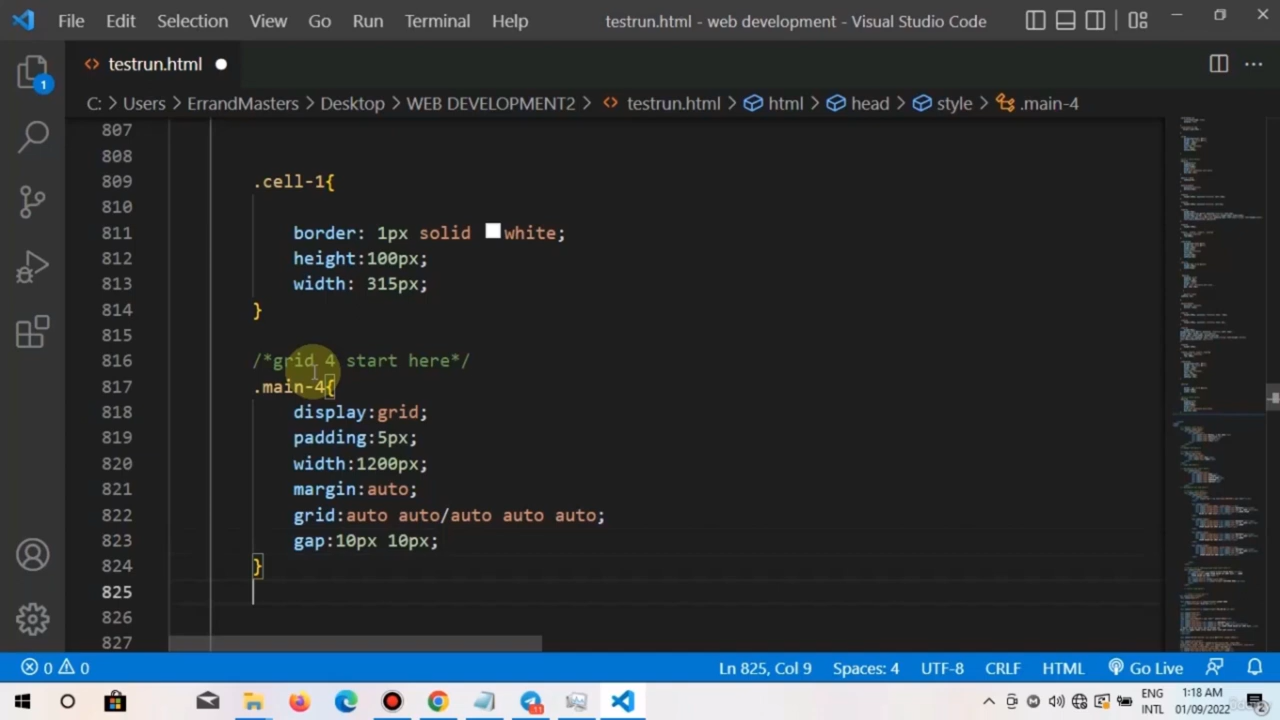 File Edit Selection View Go Run Terminal Help testrun.html - web development - Visual Studio Code
testrun.html
C: > Users > ErrandMasters > Desktop > WEB DEVELOPMENT2 > testrun.html > html > head > style > .main-4
807
808
809 .cell-1{
810
811 border: 1px solid white;
812 height:100px;
813 width: 315px;
814 }
815
816 /*grid 4 start here*/
817 .main-4{
818 display:grid;
819 padding:5px;
820 width:1200px;
821 margin:auto;
822 grid:auto auto/auto auto auto;
823 gap:10px 10px;
824 }
825
826
827
1
0 0 Ln 825, Col 9 Spaces: 4 UTF-8 CRLF HTML Go Live
ENG 1:18 AM
INTL 01/09/2022
11
2